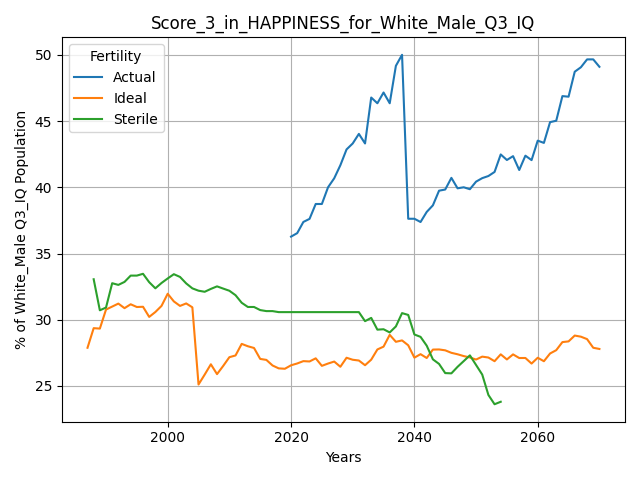 Score_3_in_HAPPINESS_for_White_Male_Q3_IQ
% of White_Male Q3_IQ Population
50
45
40
35
30
25
Fertility
Actual
Ideal
Sterile
2000
2020
2040
2060
Years